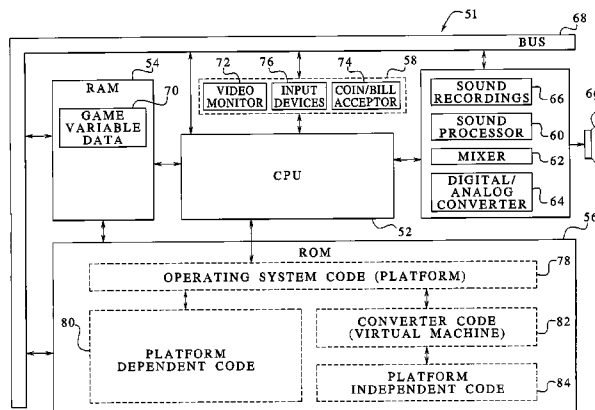 51
68
BUS
54
RAM
70
GAME
VARIABLE
DATA
72
76
74
58
VIDEO
MONITOR
INPUT
DEVICES
COIN/BILL
ACCEPTOR
SOUND
RECORDINGS
66
SOUND
PROCESSOR
60
MIXER
62
DIGITAL/
ANALOG
CONVERTER
64
CPU
52
56
ROM
OPERATING SYSTEM CODE (PLATFORM)
78
80
PLATFORM
DEPENDENT CODE
CONVERTER CODE
(VIRTUAL MACHINE)
82
PLATFORM
INDEPENDENT CODE
84